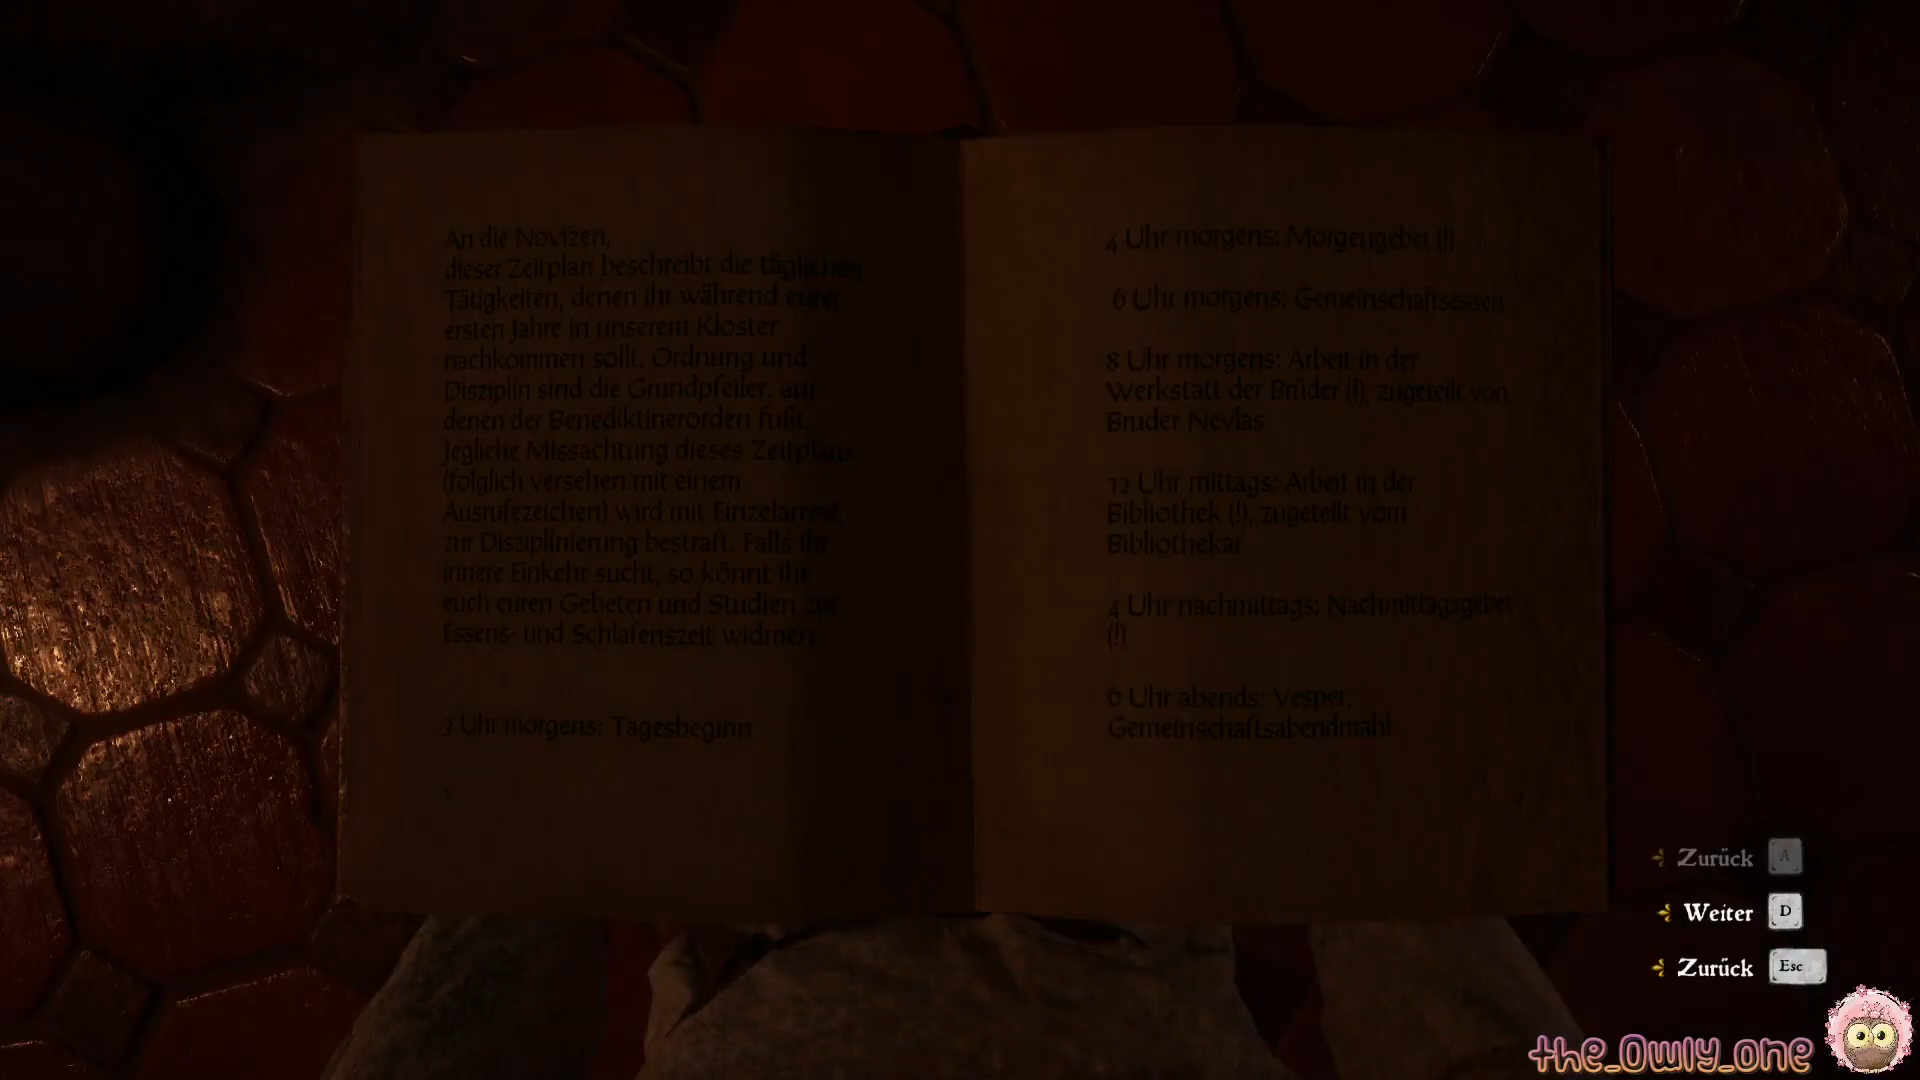 An die Novizen,
dieser Zeitplan beschreibt die täglichen
Tätigkeiten, denen ihr während eurer
ersten Jahre in unserem Kloster
nachkommen sollt. Ordnung und
Disziplin sind die Grundpfeiler, auf
denen der Benediktinerorden fußt.
Jegliche Missachtung dieses Zeitplans
(folglich versehen mit einem
Ausrufezeichen) wird mit Einzelarrest
zur Disziplinierung bestraft. Falls ihr
innere Einkehr sucht, so könnt ihr
euch euren Gebeten und Studien zur
Essens- und Schlafenszeit widmen.
3 Uhr morgens: Tagesbeginn
1
4 Uhr morgens: Morgengebet (!)
6 Uhr morgens: Gemeinschaftsessen
8 Uhr morgens: Arbeit in der
Werkstatt der Brüder (!), zugeteilt von
Bruder Nevlas
12 Uhr mittags: Arbeit in der
Bibliothek (!), zugeteilt vom
Bibliothekar
4 Uhr nachmittags: Nachmittagsgebet
(!)
6 Uhr abends: Vesper,
Gemeinschaftsabendmahl
2
Zurück A
Weiter D
Zurück Esc
the_Owly_one